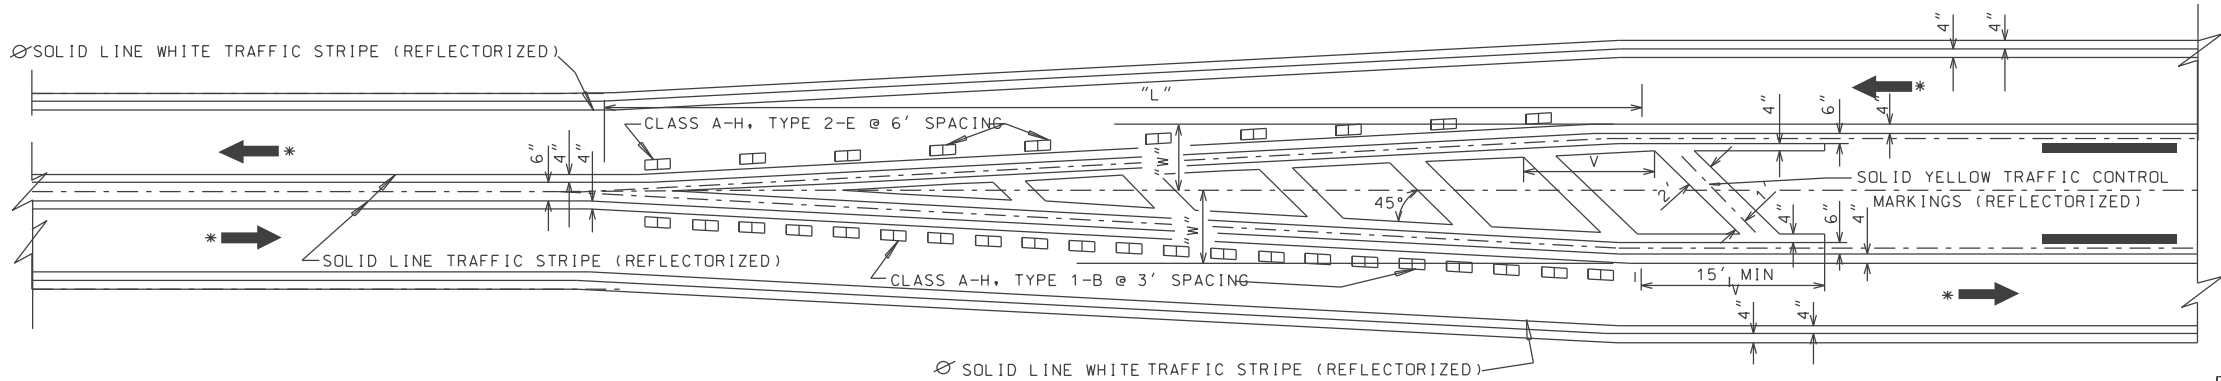 ⌀ SOLID LINE WHITE TRAFFIC STRIPE (REFLECTORIZED)
4" 4"
"L"
*
CLASS A-H, TYPE 2-E @ 6' SPACING
4" 6" 4"
*
6" 4" 4"
"W"
V
2'
1'
SOLID YELLOW TRAFFIC CONTROL
MARKINGS (REFLECTORIZED)
45°
"W"
4" 6" 4"
*
SOLID LINE TRAFFIC STRIPE (REFLECTORIZED)
CLASS A-H, TYPE 1-B @ 3' SPACING
15' MIN
V
*
4" 4"
⌀ SOLID LINE WHITE TRAFFIC STRIPE (REFLECTORIZED)